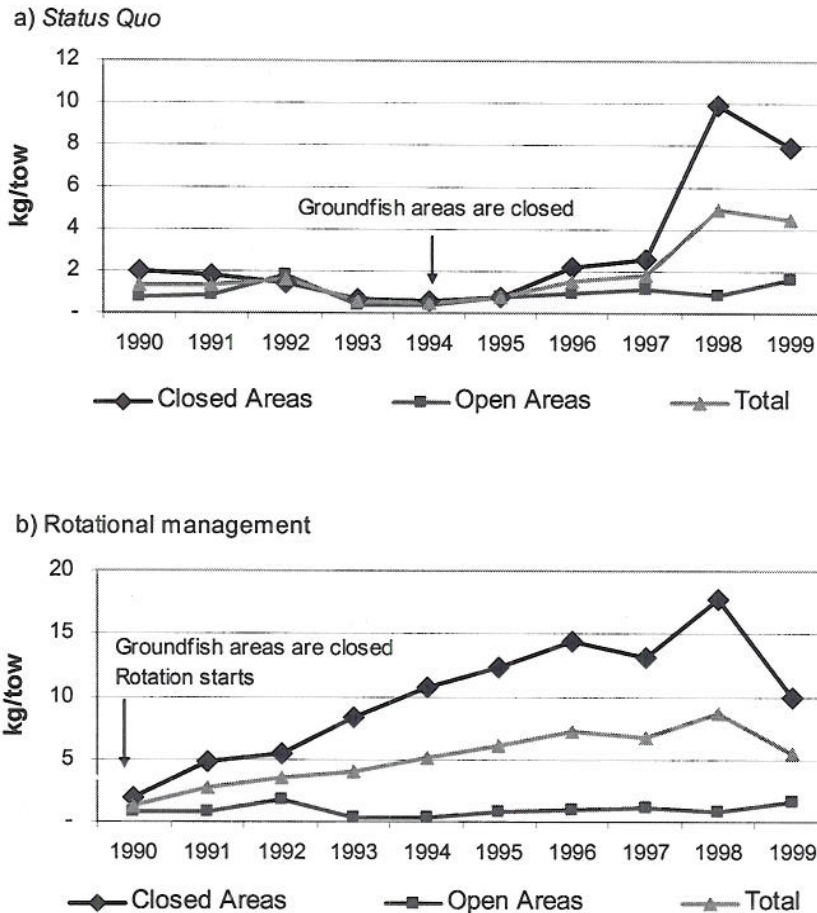 a) Status Quo
12
10
8
6
4
2
-
kg/tow
Groundfish areas are closed
1990 1991 1992 1993 1994 1995 1996 1997 1998 1999
Closed Areas Open Areas Total
b) Rotational management
20
15
10
5
-
kg/tow
Groundfish areas are closed
Rotation starts
1990 1991 1992 1993 1994 1995 1996 1997 1998 1999
Closed Areas Open Areas Total